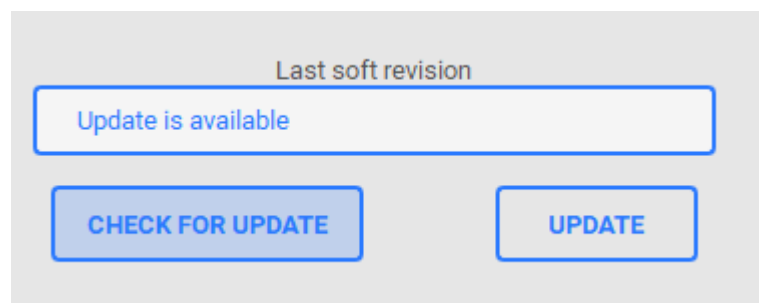 Last soft revision
Update is available
CHECK FOR UPDATE
UPDATE